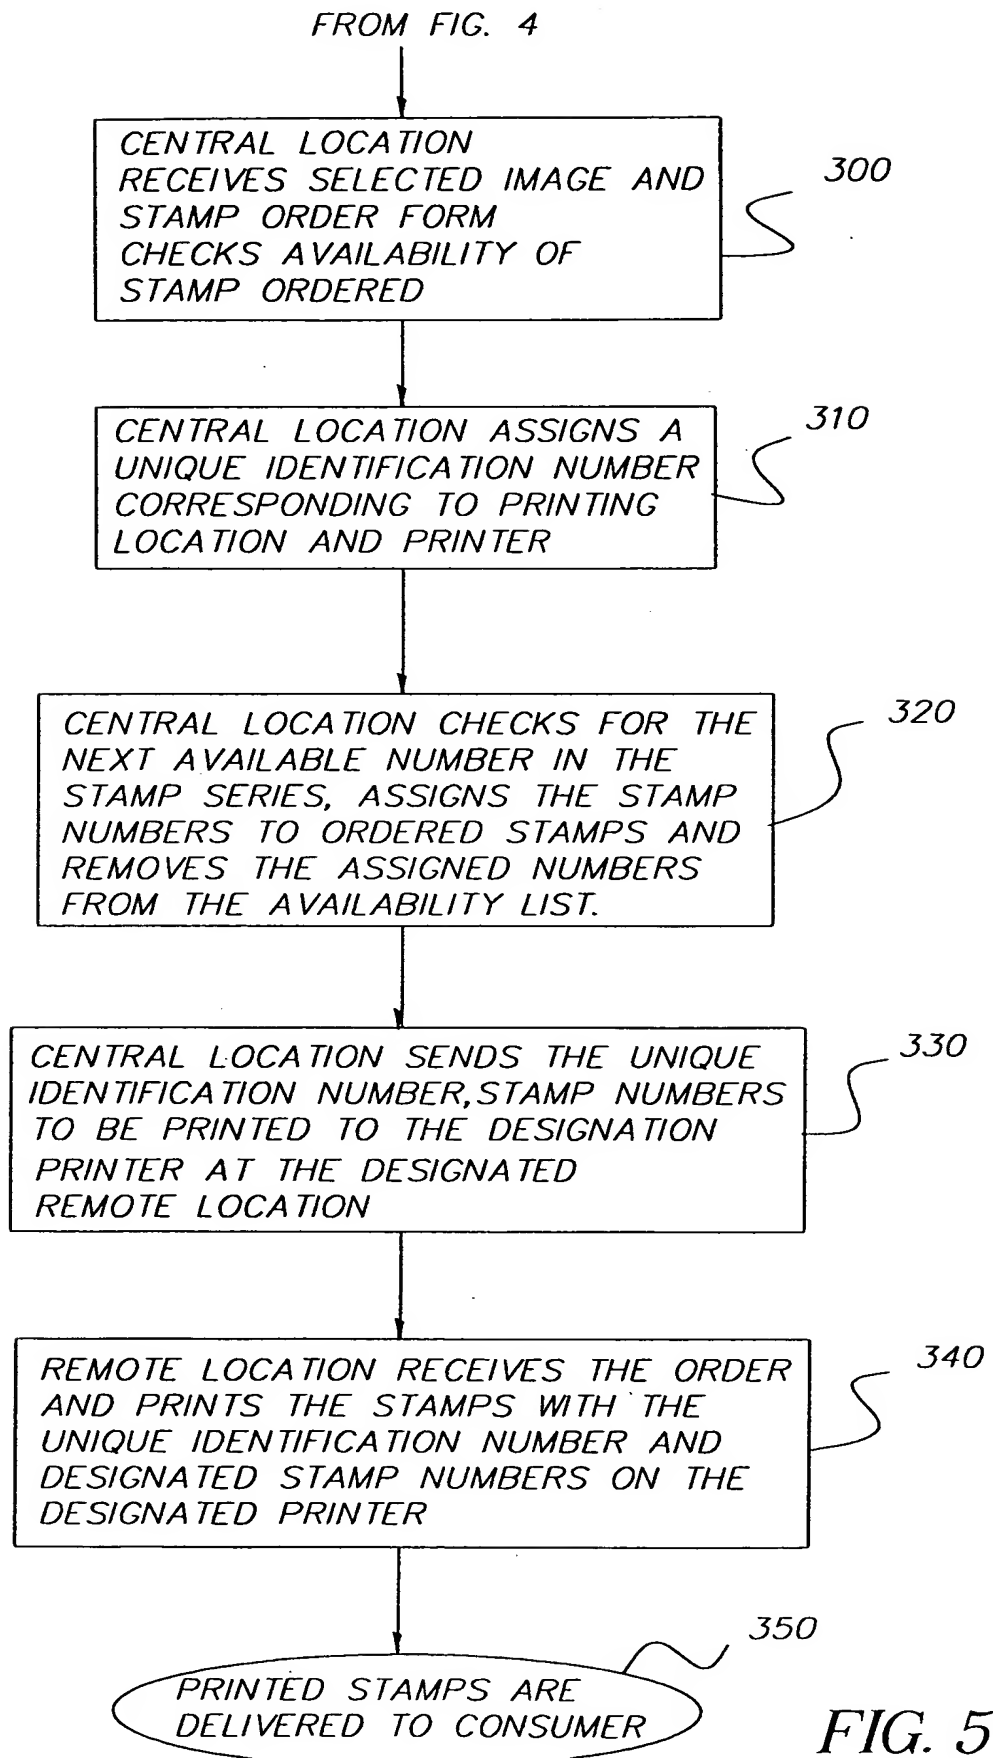 FROM FIG. 4
CENTRAL LOCATION
RECEIVES SELECTED IMAGE AND
STAMP ORDER FORM
CHECKS AVAILABILITY OF
STAMP ORDERED
300
CENTRAL LOCATION ASSIGNS A
UNIQUE IDENTIFICATION NUMBER
CORRESPONDING TO PRINTING
LOCATION AND PRINTER
310
CENTRAL LOCATION CHECKS FOR THE
NEXT AVAILABLE NUMBER IN THE
STAMP SERIES, ASSIGNS THE STAMP
NUMBERS TO ORDERED STAMPS AND
REMOVES THE ASSIGNED NUMBERS
FROM THE AVAILABILITY LIST.
320
CENTRAL LOCATION SENDS THE UNIQUE
IDENTIFICATION NUMBER, STAMP NUMBERS
TO BE PRINTED TO THE DESIGNATION
PRINTER AT THE DESIGNATED
REMOTE LOCATION
330
REMOTE LOCATION RECEIVES THE ORDER
AND PRINTS THE STAMPS WITH THE
UNIQUE IDENTIFICATION NUMBER AND
DESIGNATED STAMP NUMBERS ON THE
DESIGNATED PRINTER
340
PRINTED STAMPS ARE
DELIVERED TO CONSUMER
350
FIG. 5